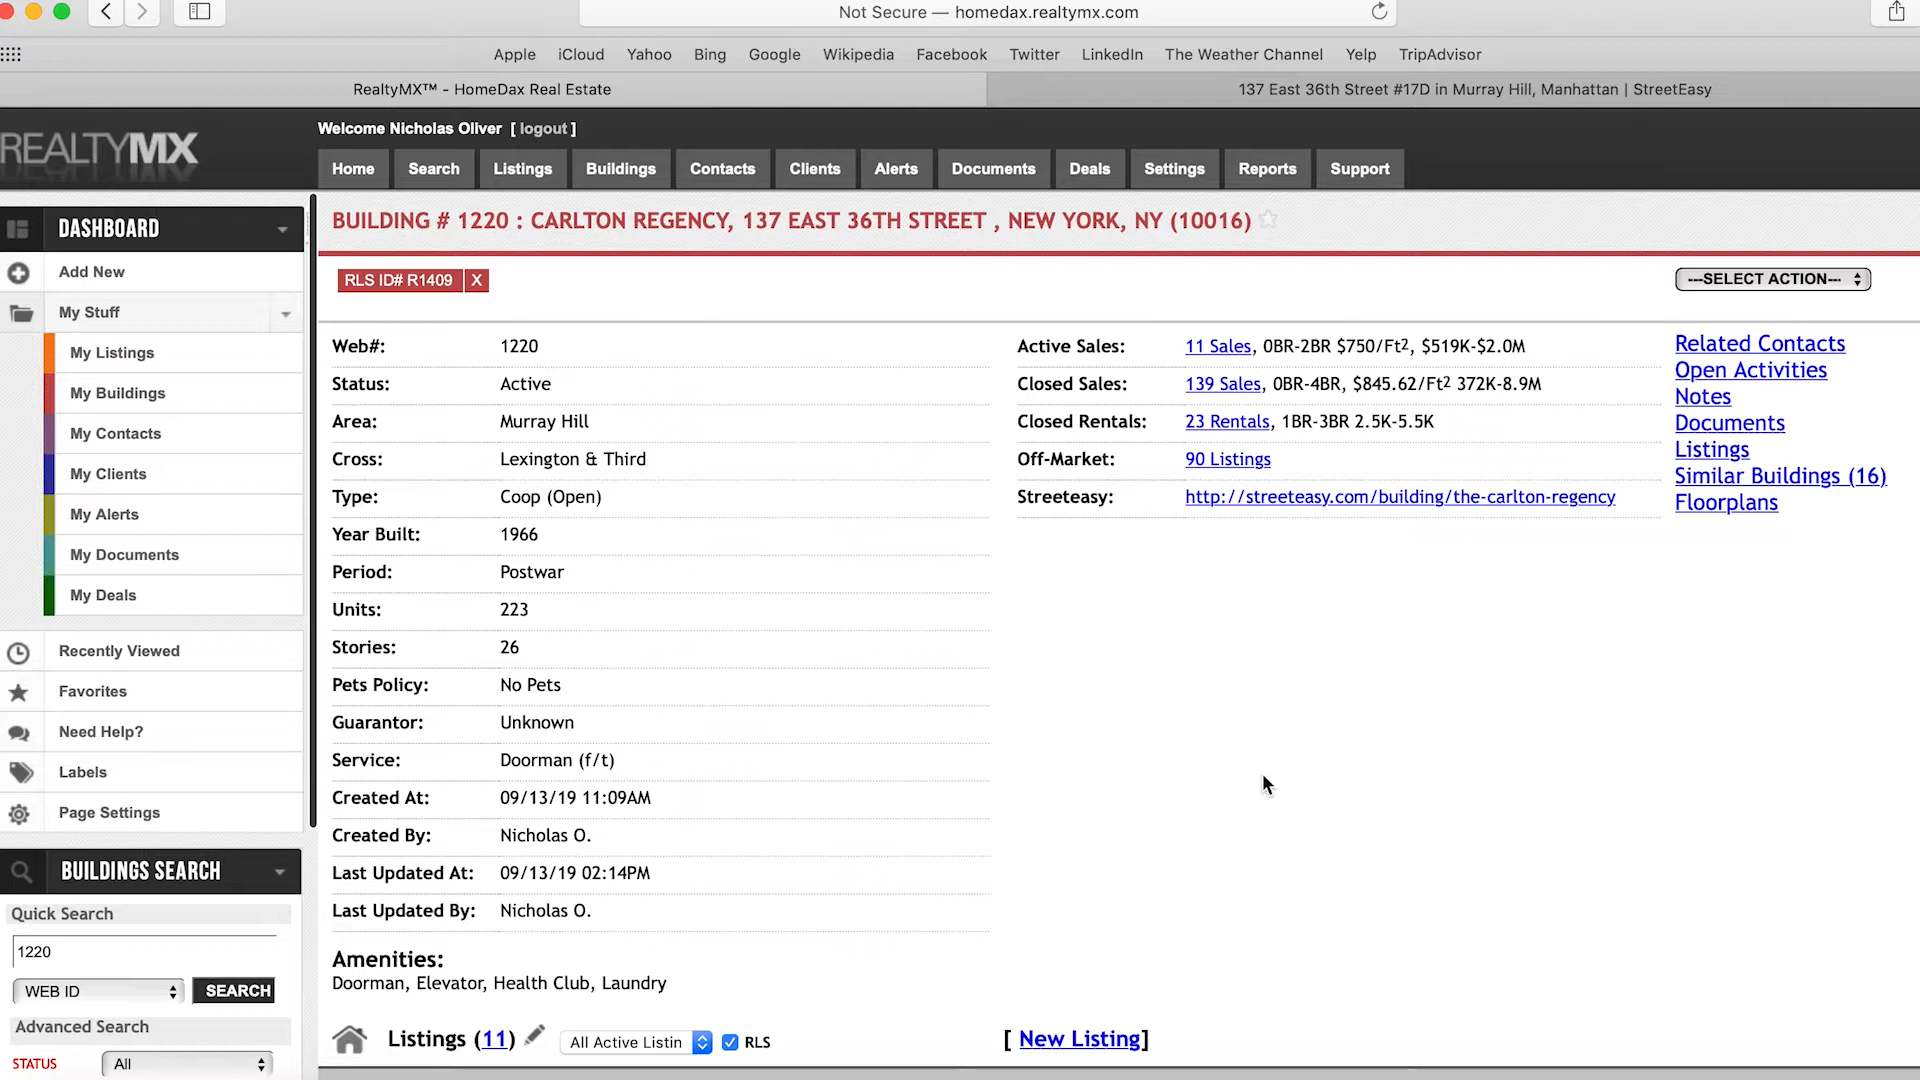 Not Secure — homedax.realtymx.com
Apple iCloud Yahoo Bing Google Wikipedia Facebook Twitter LinkedIn The Weather Channel Yelp TripAdvisor
RealtyMX™ - HomeDax Real Estate
137 East 36th Street #17D in Murray Hill, Manhattan | StreetEasy
REALTYMX
Welcome Nicholas Oliver [ logout ]
Home Search Listings Buildings Contacts Clients Alerts Documents Deals Settings Reports Support
DASHBOARD
Add New
My Stuff
My Listings
My Buildings
My Contacts
My Clients
My Alerts
My Documents
My Deals
Recently Viewed
Favorites
Need Help?
Labels
Page Settings
BUILDINGS SEARCH
Quick Search
1220
WEB ID SEARCH
Advanced Search
STATUS All
BUILDING # 1220 : CARLTON REGENCY, 137 EAST 36TH STREET , NEW YORK, NY (10016)
RLS ID# R1409 X
---SELECT ACTION---
Web#: 1220
Status: Active
Area: Murray Hill
Cross: Lexington & Third
Type: Coop (Open)
Year Built: 1966
Period: Postwar
Units: 223
Stories: 26
Pets Policy: No Pets
Guarantor: Unknown
Service: Doorman (f/t)
Created At: 09/13/19 11:09AM
Created By: Nicholas O.
Last Updated At: 09/13/19 02:14PM
Last Updated By: Nicholas O.
Active Sales: 11 Sales, 0BR-2BR $750/Ft², $519K-$2.0M
Closed Sales: 139 Sales, 0BR-4BR, $845.62/Ft² 372K-8.9M
Closed Rentals: 23 Rentals, 1BR-3BR 2.5K-5.5K
Off-Market: 90 Listings
Streeteasy: http://streeteasy.com/building/the-carlton-regency
Related Contacts
Open Activities
Notes
Documents
Listings
Similar Buildings (16)
Floorplans
Amenities:
Doorman, Elevator, Health Club, Laundry
Listings (11) All Active Listin RLS [ New Listing]